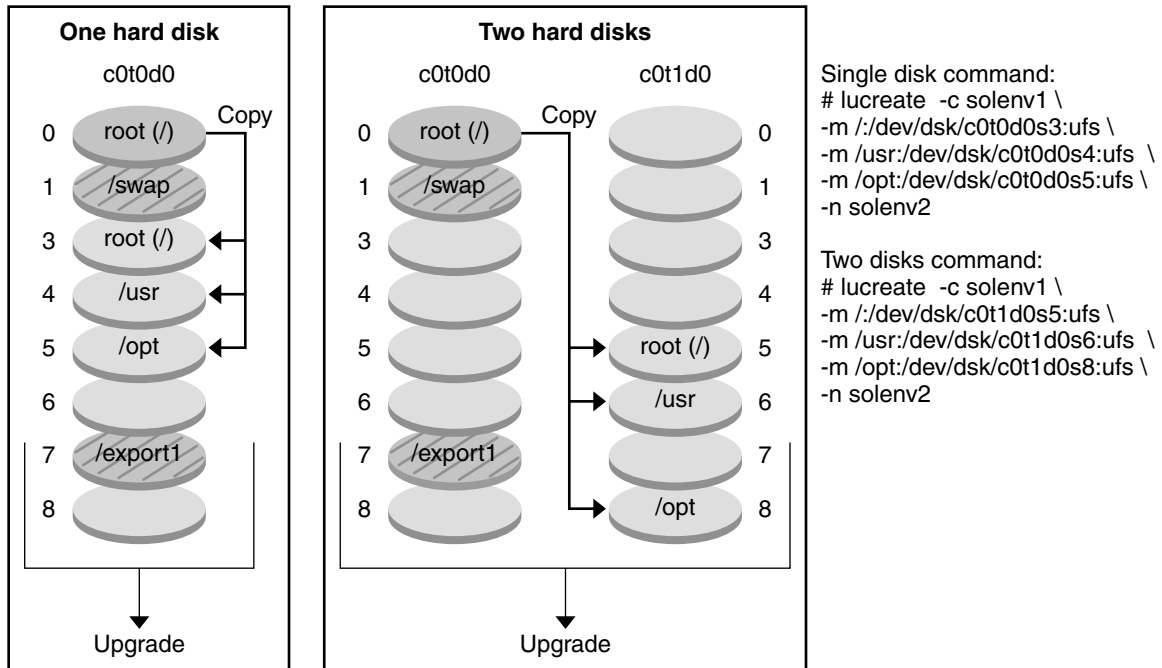 One hard disk
c0t0d0
Copy
0 root (/)
1 /swap
3 root (/)
4 /usr
5 /opt
6
7 /export1
8
Upgrade
Two hard disks
c0t0d0 c0t1d0
Copy
0 root (/) 0
1 /swap 1
3 3
4 4
5 root (/) 5
6 /usr 6
7 /export1 7
8 /opt 8
Upgrade
Single disk command:
# lucreate -c solenv1 \
-m /:/dev/dsk/c0t0d0s3:ufs \
-m /usr:/dev/dsk/c0t0d0s4:ufs \
-m /opt:/dev/dsk/c0t0d0s5:ufs \
-n solenv2
Two disks command:
# lucreate -c solenv1 \
-m /:/dev/dsk/c0t1d0s5:ufs \
-m /usr:/dev/dsk/c0t1d0s6:ufs \
-m /opt:/dev/dsk/c0t1d0s8:ufs \
-n solenv2